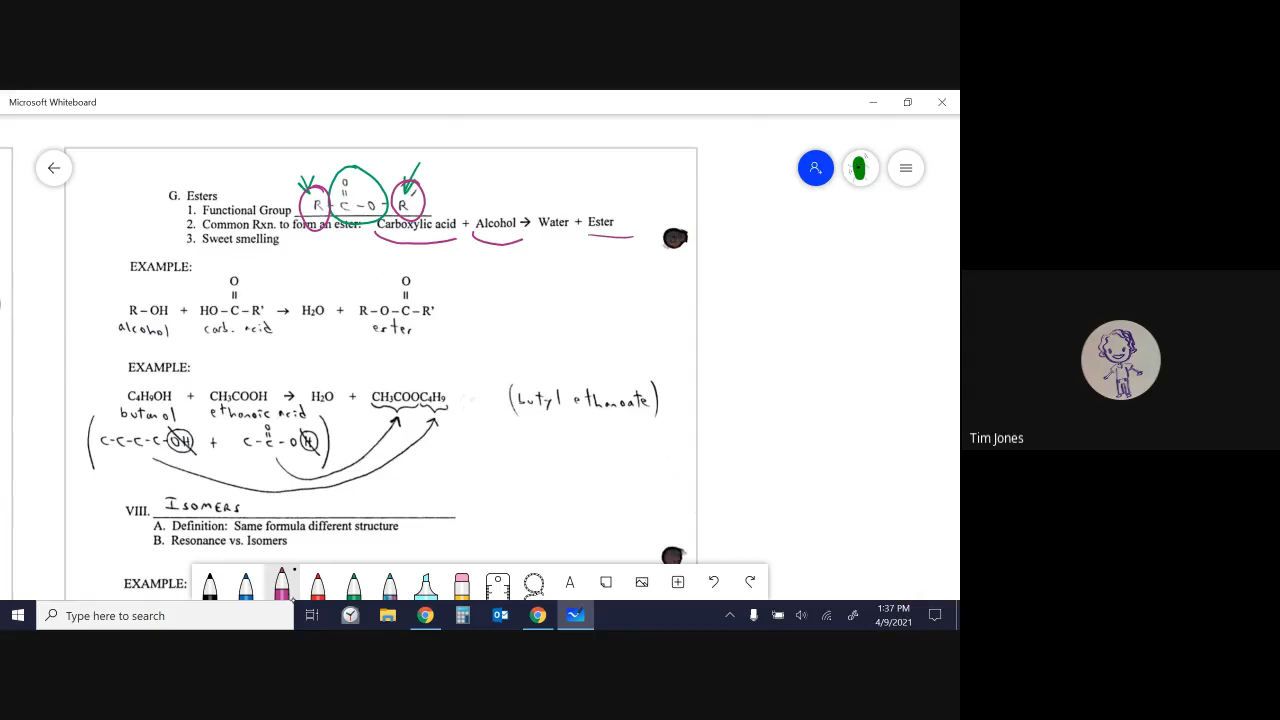 Microsoft Whiteboard
G. Esters
O
||
1. Functional Group R - C - O - R'
2. Common Rxn. to form an ester: Carboxylic acid + Alcohol → Water + Ester
3. Sweet smelling
EXAMPLE:
O O
|| ||
R – OH + HO – C – R' → H₂O + R – O – C – R'
alcohol carb. acid ester
EXAMPLE:
C₄H₉OH + CH₃COOH → H₂O + CH₃COOC₄H₉ (butyl ethanoate)
butanol ethanoic acid
O
||
C-C-C-C-OH + C-C-OH
VIII. ISOMERS
A. Definition: Same formula different structure
B. Resonance vs. Isomers
EXAMPLE:
A
Type here to search
1:37 PM
4/9/2021
Tim Jones